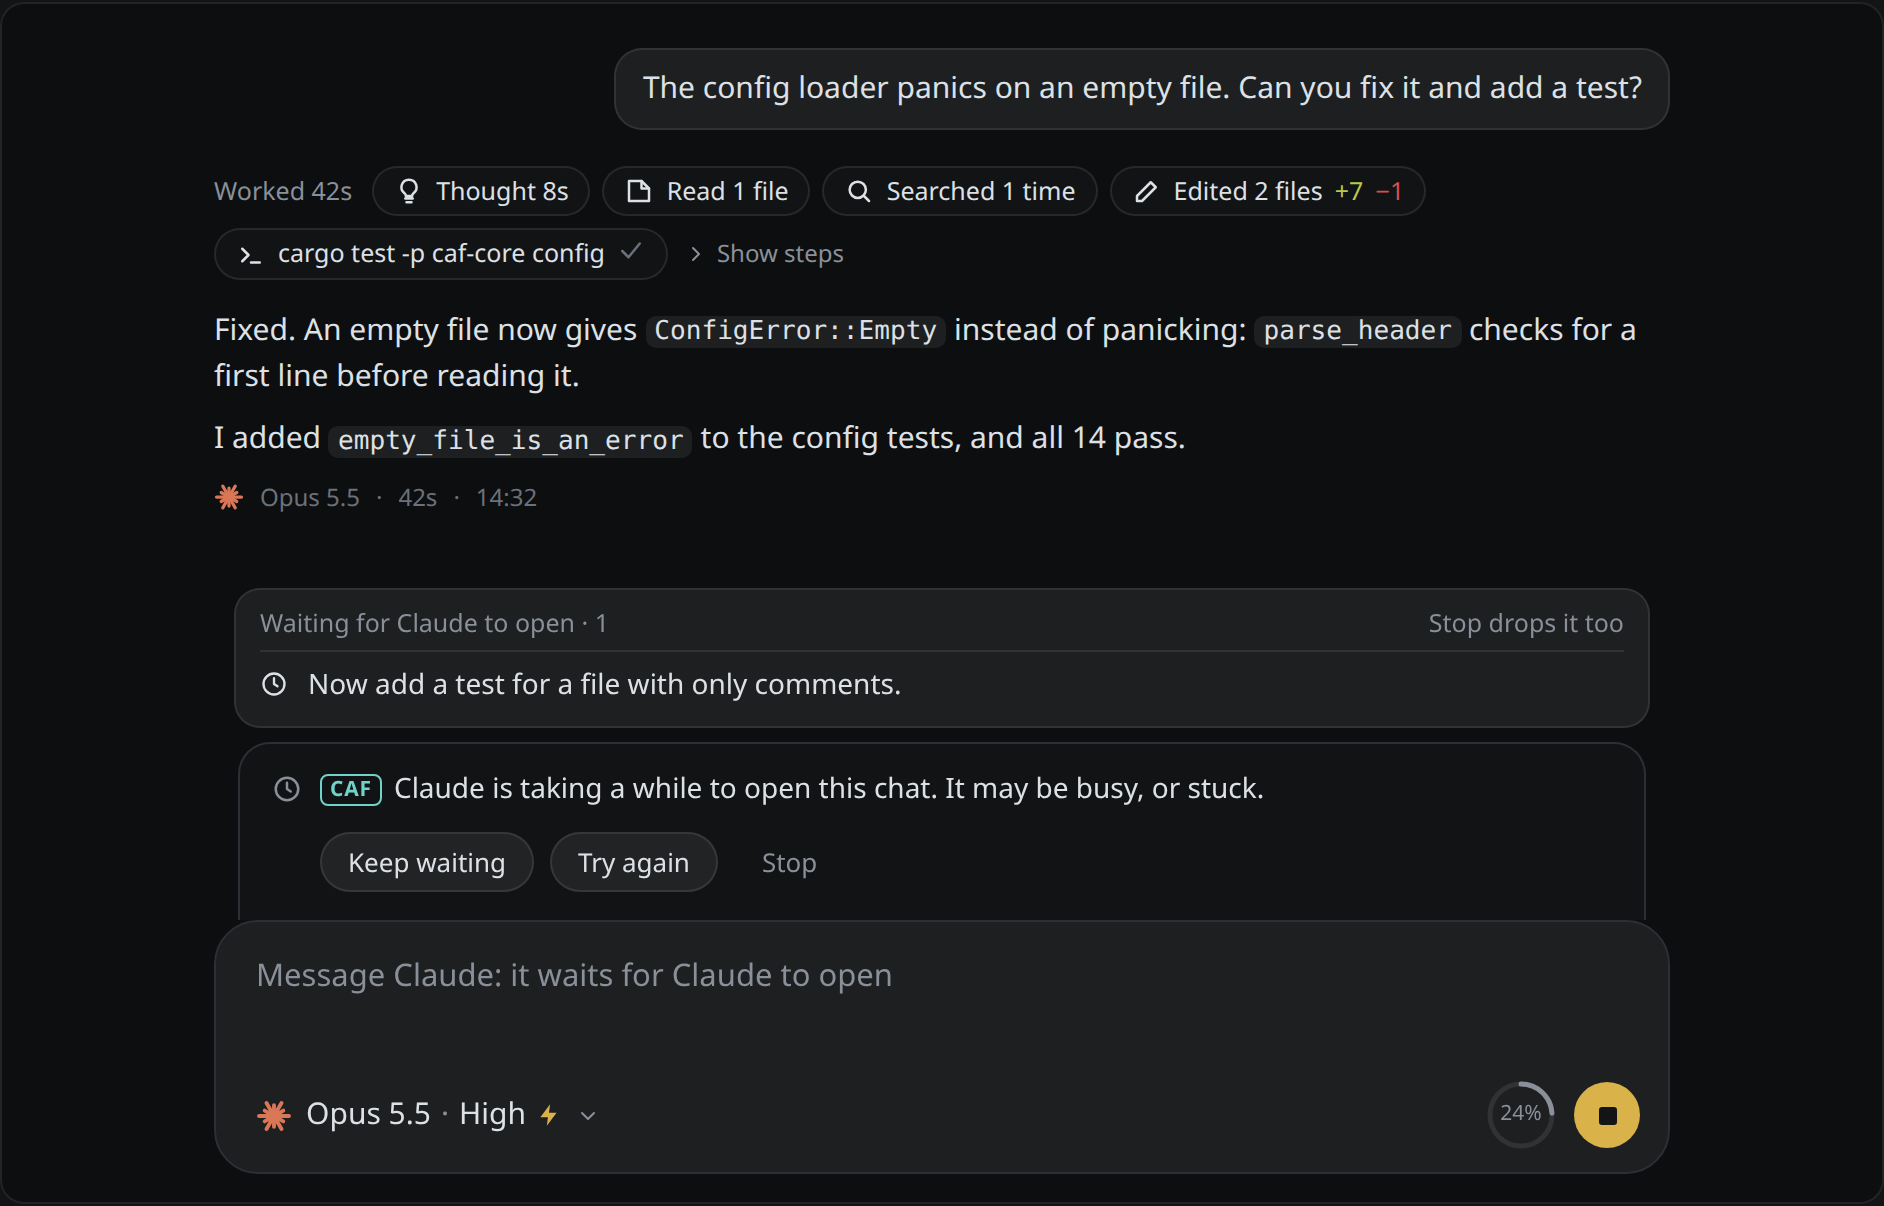 The config loader panics on an empty file. Can you fix it and add a test?
Worked 42s Thought 8s Read 1 file Searched 1 time Edited 2 files +7 −1
cargo test -p caf-core config Show steps
Fixed. An empty file now gives ConfigError::Empty instead of panicking: parse_header checks for a
first line before reading it.
I added empty_file_is_an_error to the config tests, and all 14 pass.
Opus 5.5 · 42s · 14:32
Waiting for Claude to open · 1 Stop drops it too
Now add a test for a file with only comments.
CAF Claude is taking a while to open this chat. It may be busy, or stuck.
Keep waiting Try again Stop
Message Claude: it waits for Claude to open
Opus 5.5 · High 24%